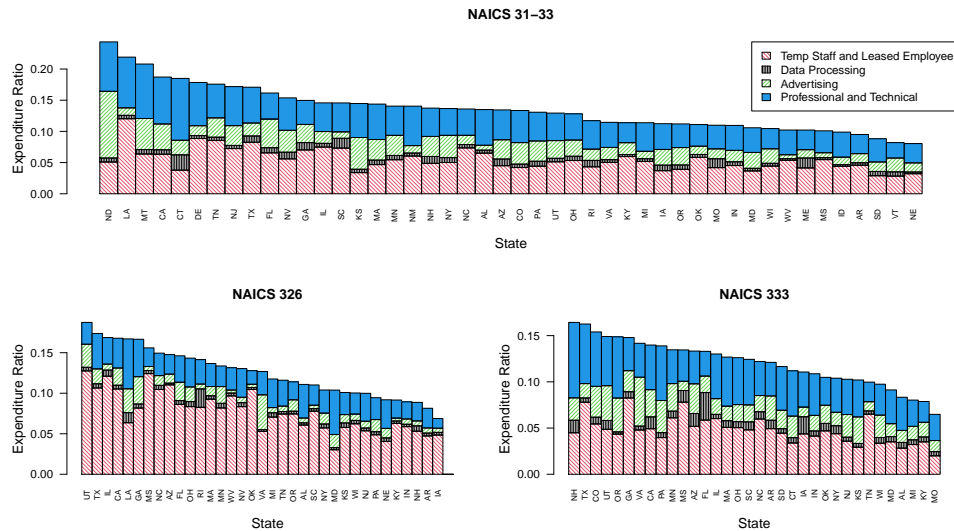 NAICS 31−33
Expenditure Ratio
0.20
0.15
0.10
0.05
0.00
Temp Staff and Leased Employee
Data Processing
Advertising
Professional and Technical
ND LA MT CA CT DE TN NJ TX FL NV GA IL SC KS MA MN NM NH NY NC AL AZ CO PA UT OH RI VA KY MI IA OR OK MO IN MD WI WV ME MS ID AR SD VT NE
State
NAICS 326
Expenditure Ratio
0.15
0.10
0.05
0.00
UT TX IL CA LA GA MS NC AZ FL OH RI MA MN WV NV OK VA MI TN OR AL SC NY MD KS WI NJ PA NE KY IN NH AR IA
State
NAICS 333
Expenditure Ratio
0.15
0.10
0.05
0.00
NH TX CO UT OR GA VA CA PA MN MS AZ FL IL MA OH SC NC AR SD CT IA IN OK NY NJ KS TN WI MD AL MI KY MO
State